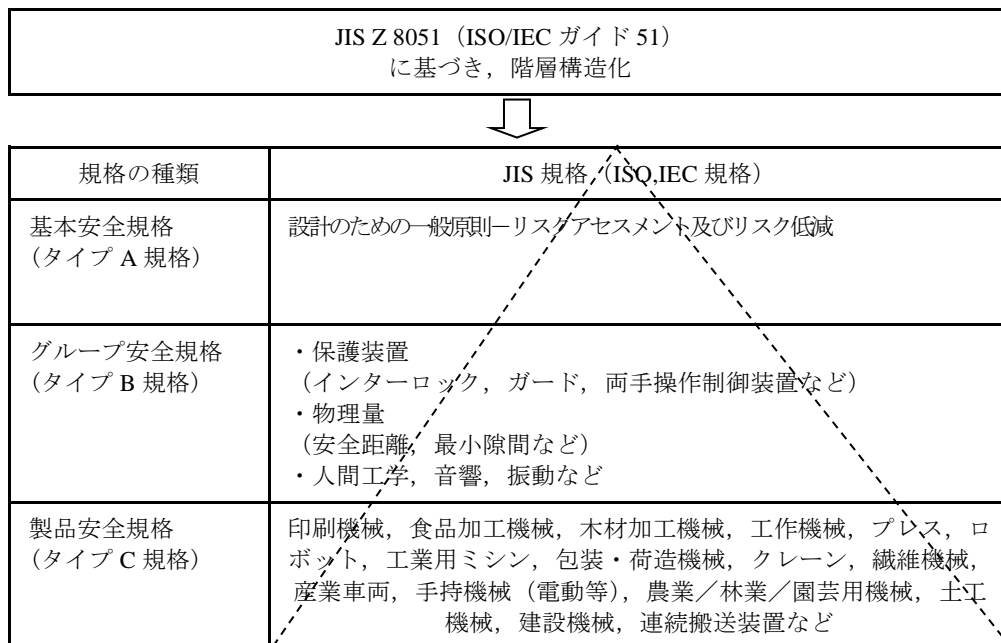 JIS Z 8051（ISO/IEC ガイド 51）
に基づき，階層構造化
規格の種類
JIS 規格（ISO,IEC 規格）
基本安全規格
（タイプ A 規格）
設計のための一般原則－リスクアセスメント及びリスク低減
グループ安全規格
（タイプ B 規格）
・保護装置
（インターロック，ガード，両手操作制御装置など）
・物理量
（安全距離，最小隙間など）
・人間工学，音響，振動など
製品安全規格
（タイプ C 規格）
印刷機械，食品加工機械，木材加工機械，工作機械，プレス，ロ
ボット，工業用ミシン，包装・荷造機械，クレーン，繊維機械，
産業車両，手持機械（電動等），農業／林業／園芸用機械，土工
機械，建設機械，連続搬送装置など